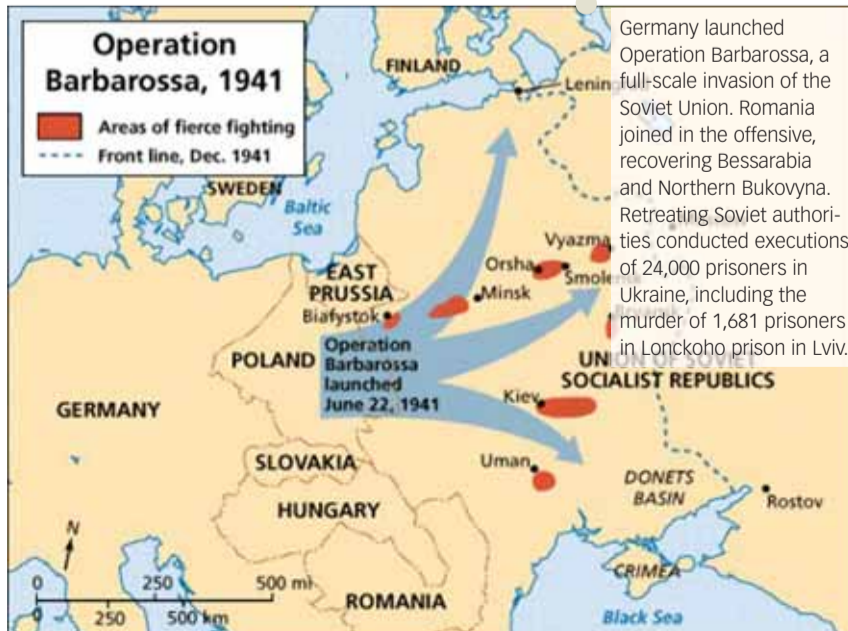 Operation
Barbarossa, 1941
Areas of fierce fighting
Front line, Dec. 1941
Germany launched
Operation Barbarossa, a
full-scale invasion of the
Soviet Union. Romania
joined in the offensive,
recovering Bessarabia
and Northern Bukovyna.
Retreating Soviet authori-
ties conducted executions
of 24,000 prisoners in
Ukraine, including the
murder of 1,681 prisoners
in Lonckoho prison in Lviv.
FINLAND
SWEDEN
Baltic
Sea
Vyazma
Orsha
EAST
PRUSSIA
Minsk
Białystok
POLAND
Operation
Barbarossa
launched
June 22, 1941
UNION OF SOVIET
SOCIALIST REPUBLICS
GERMANY
Kiev
SLOVAKIA
Uman
HUNGARY
DONETS
BASIN
Rostov
N
0 250 500 mi
0 250 500 km
ROMANIA
CRIMEA
Black Sea